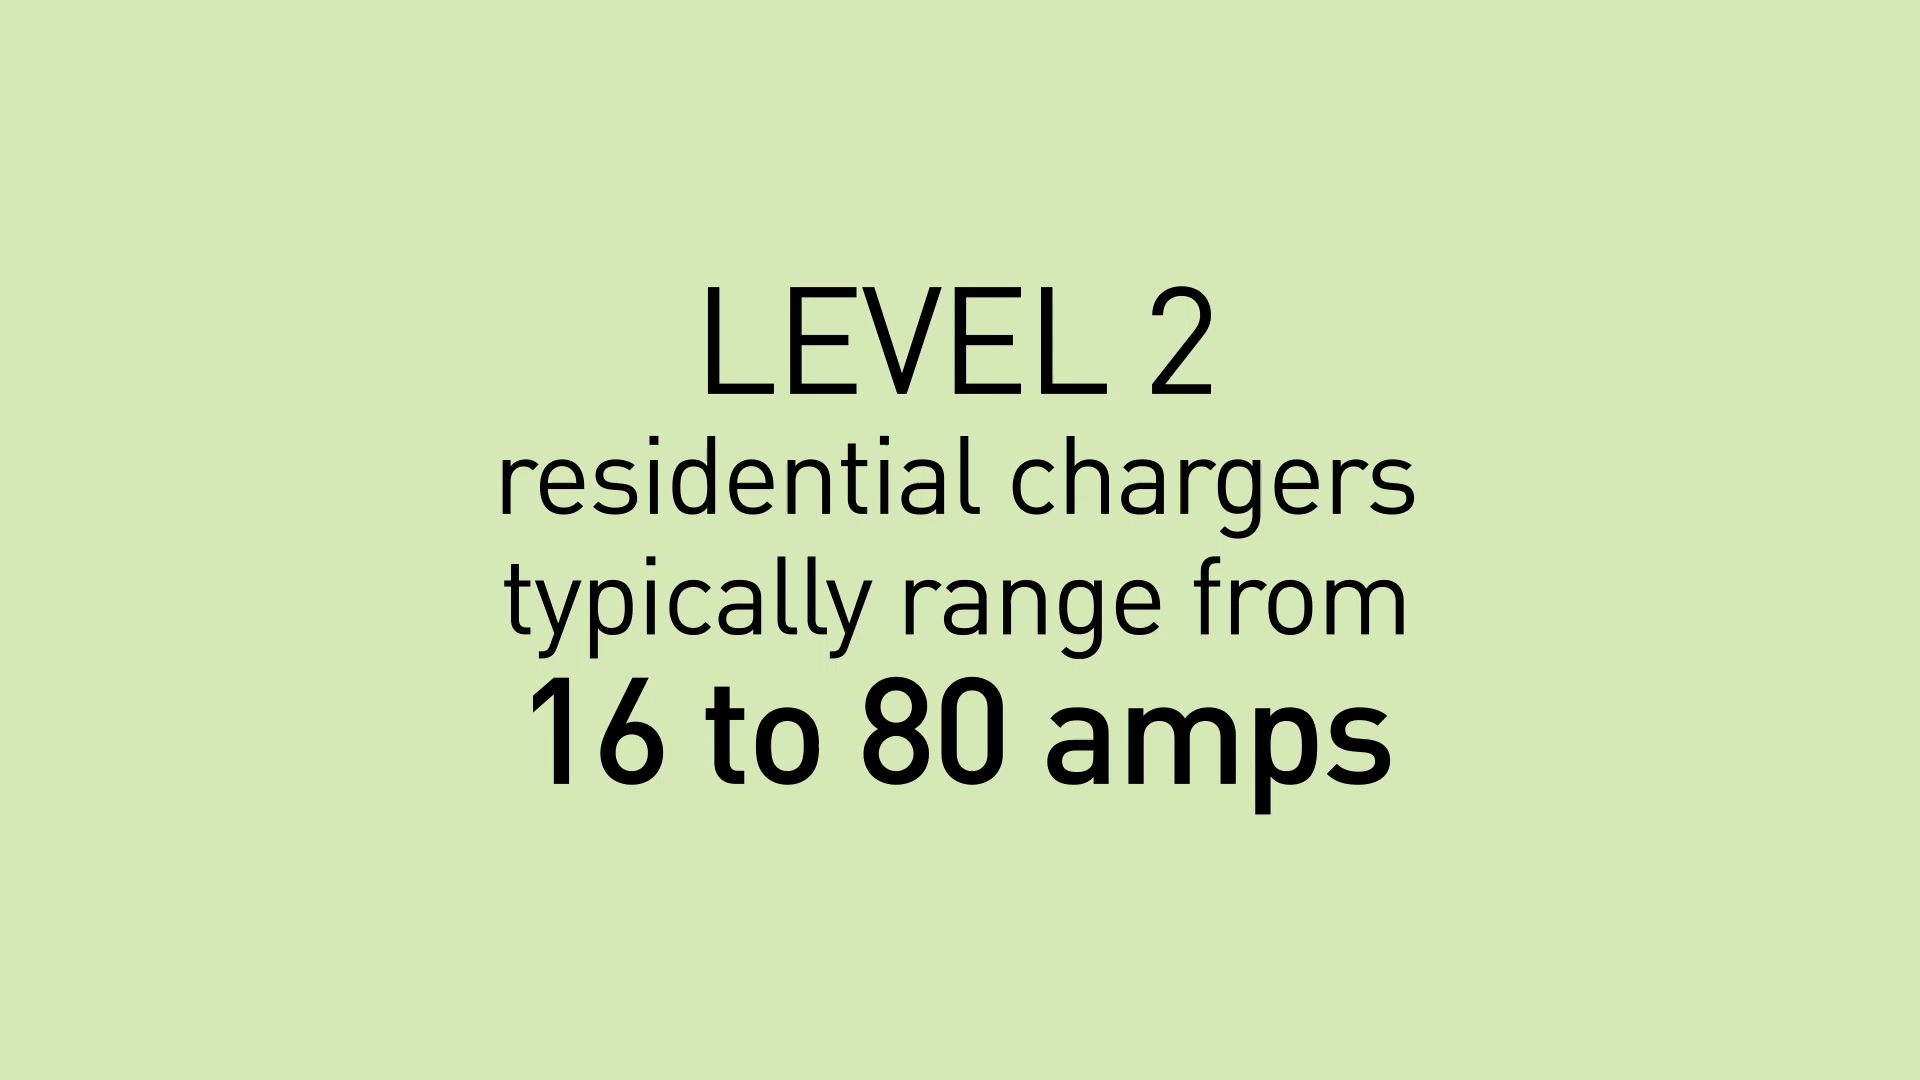 LEVEL 2
residential chargers
typically range from
16 to 80 amps